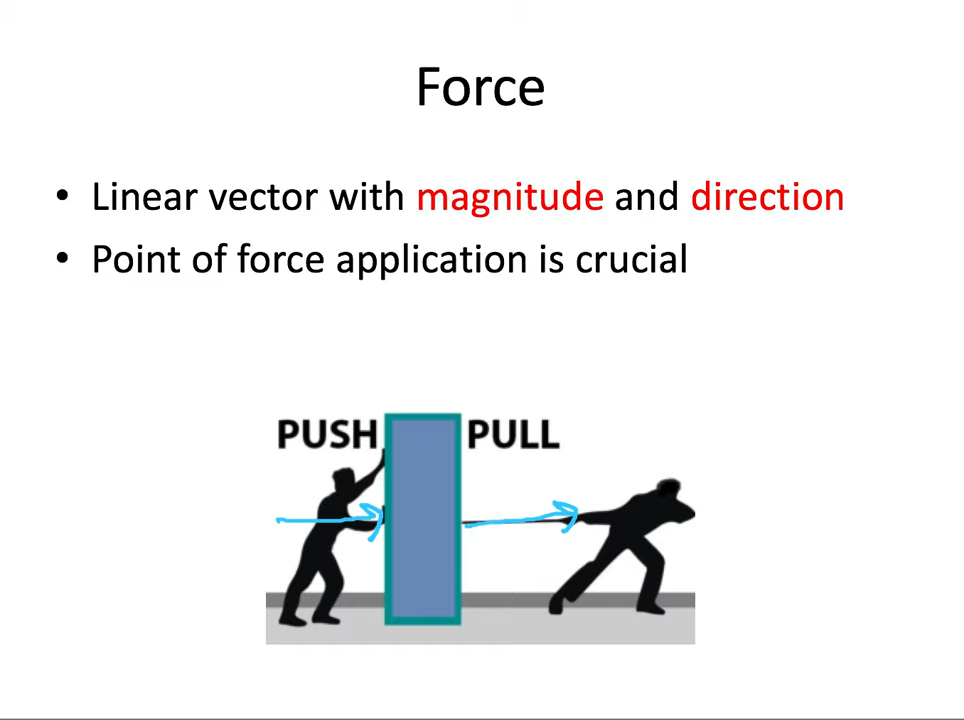 Force
• Linear vector with magnitude and direction
• Point of force application is crucial
PUSH PULL